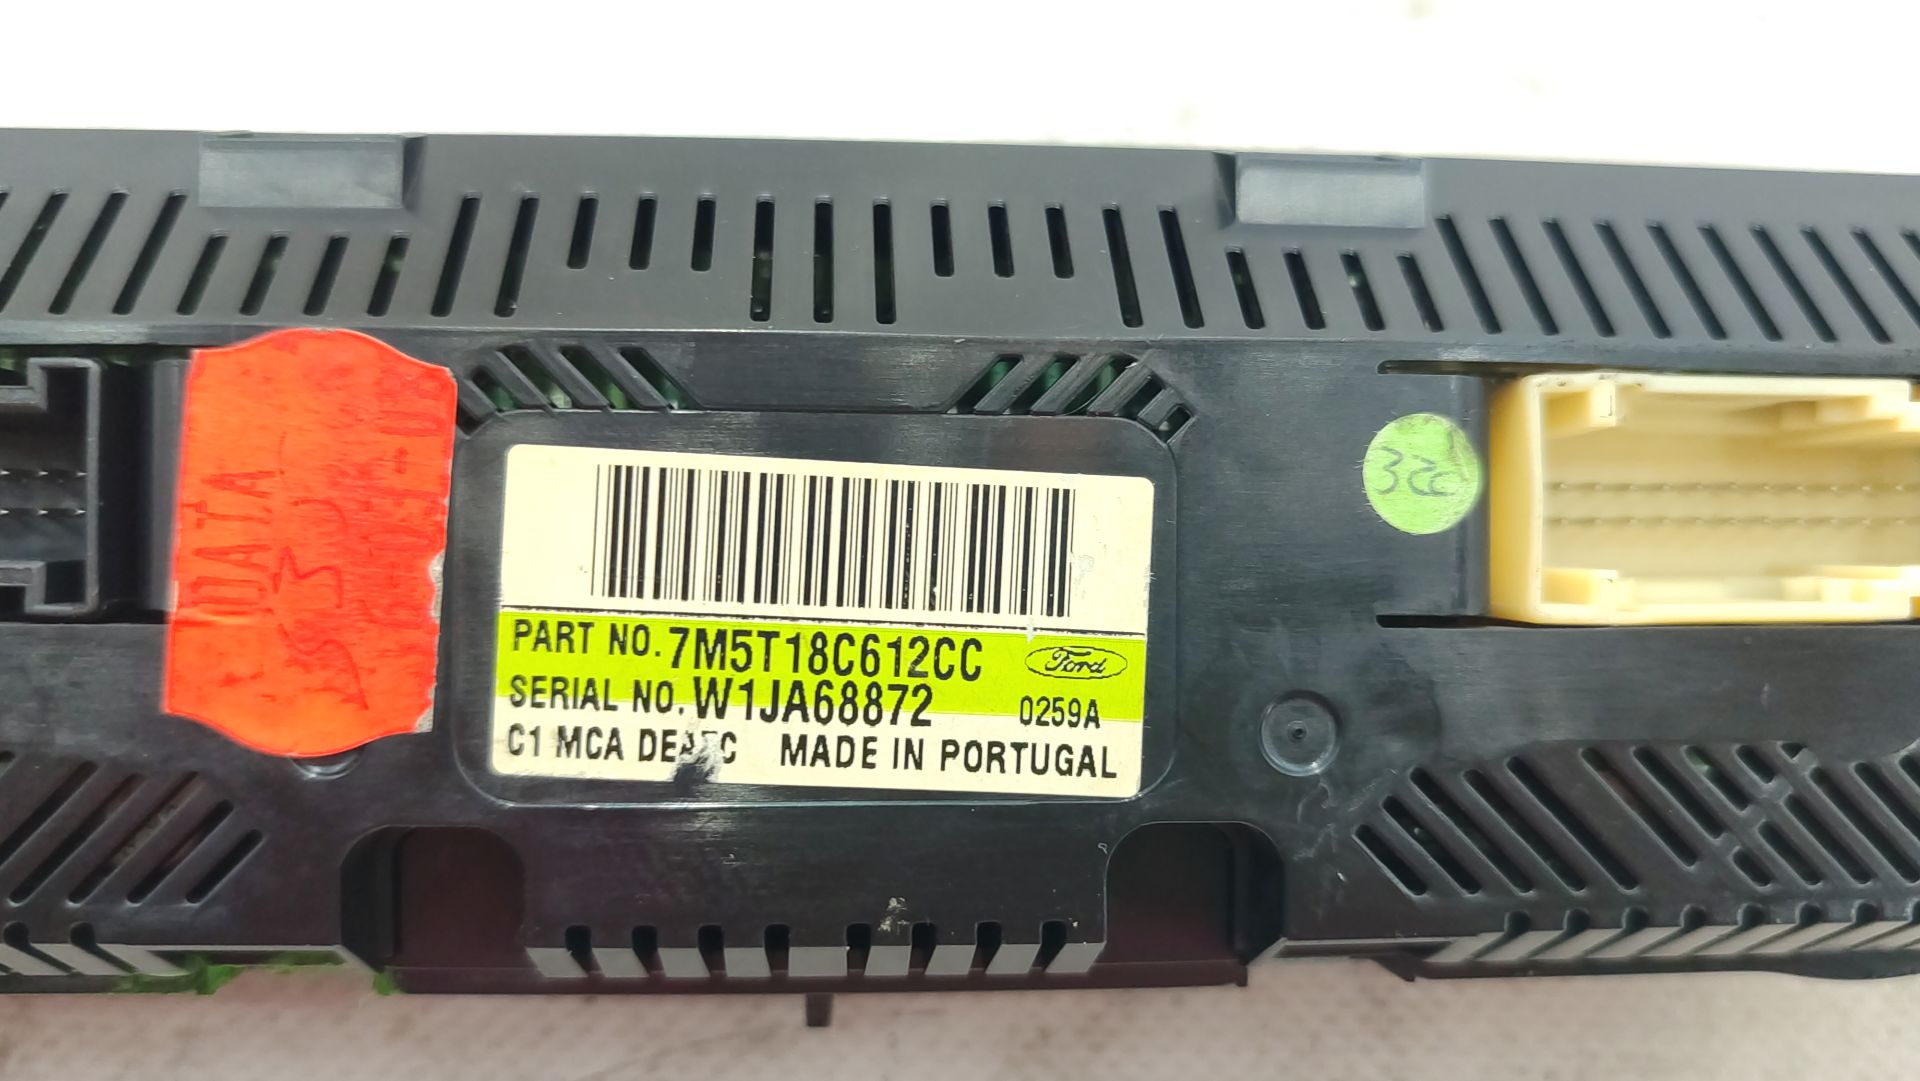 PART NO. 7M5T18C612CC Ford
SERIAL NO. W1JA68872 0259A
C1 MCA MADE IN PORTUGAL